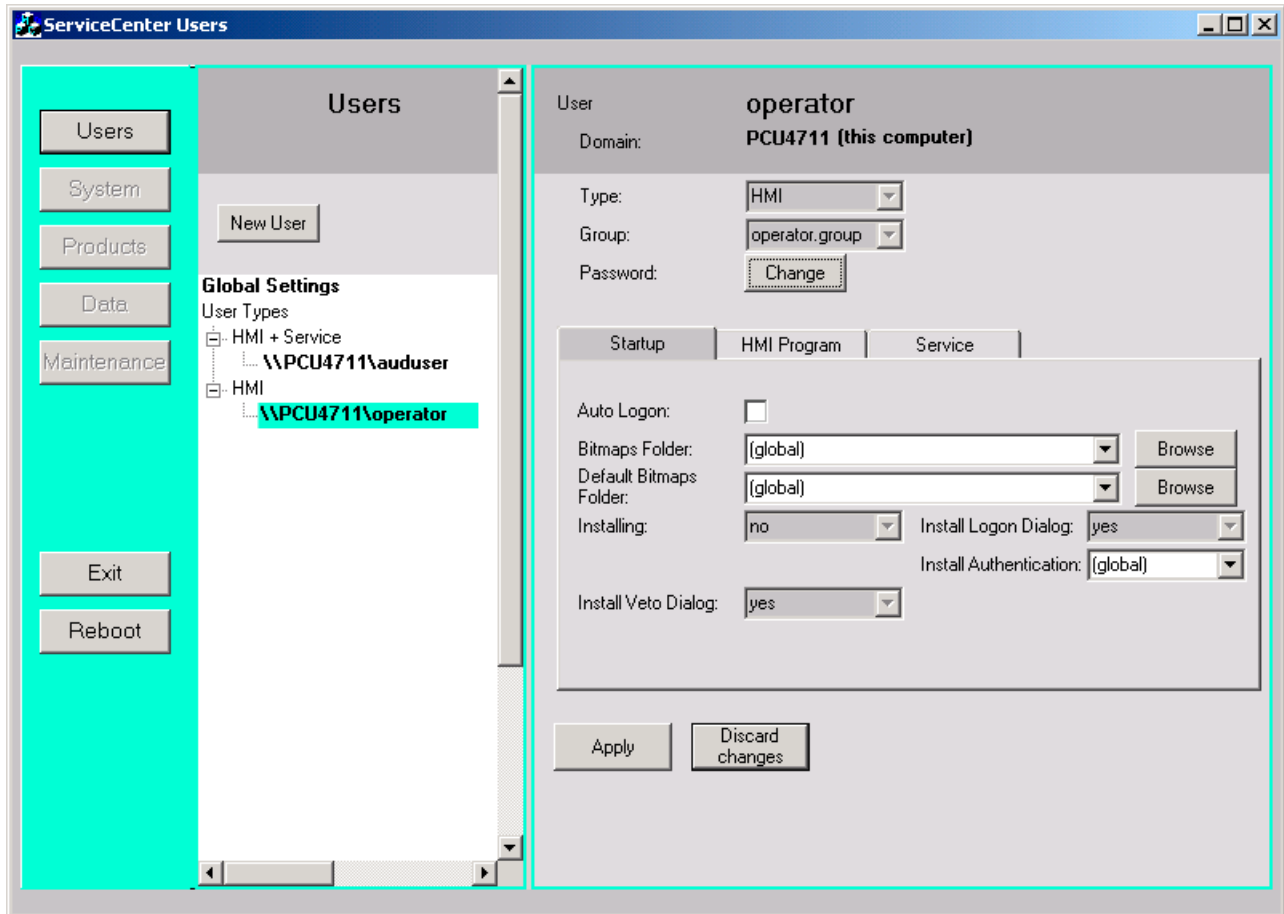 ServiceCenter Users
Users
System
Products
Data
Maintenance
Exit
Reboot
Users
New User
Global Settings
User Types
HMI + Service
\\PCU4711\auduser
HMI
\\PCU4711\operator
User operator
Domain: PCU4711 (this computer)
Type: HMI
Group: operator.group
Password: Change
Startup HMI Program Service
Auto Logon:
Bitmaps Folder: (global) Browse
Default Bitmaps
Folder: (global) Browse
Installing: no Install Logon Dialog: yes
Install Authentication: (global)
Install Veto Dialog: yes
Apply
Discard
changes